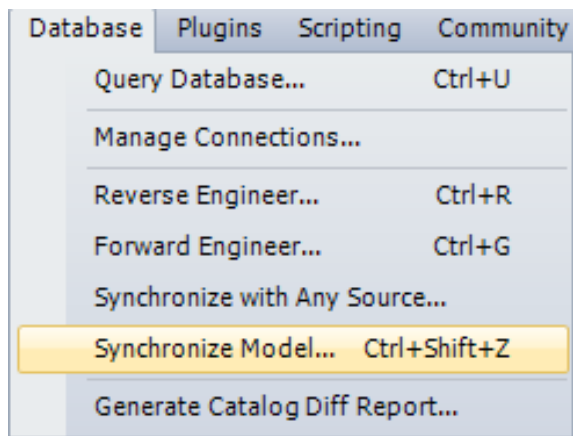 Database Plugins Scripting Community
Query Database... Ctrl+U
Manage Connections...
Reverse Engineer... Ctrl+R
Forward Engineer... Ctrl+G
Synchronize with Any Source...
Synchronize Model... Ctrl+Shift+Z
Generate Catalog Diff Report...